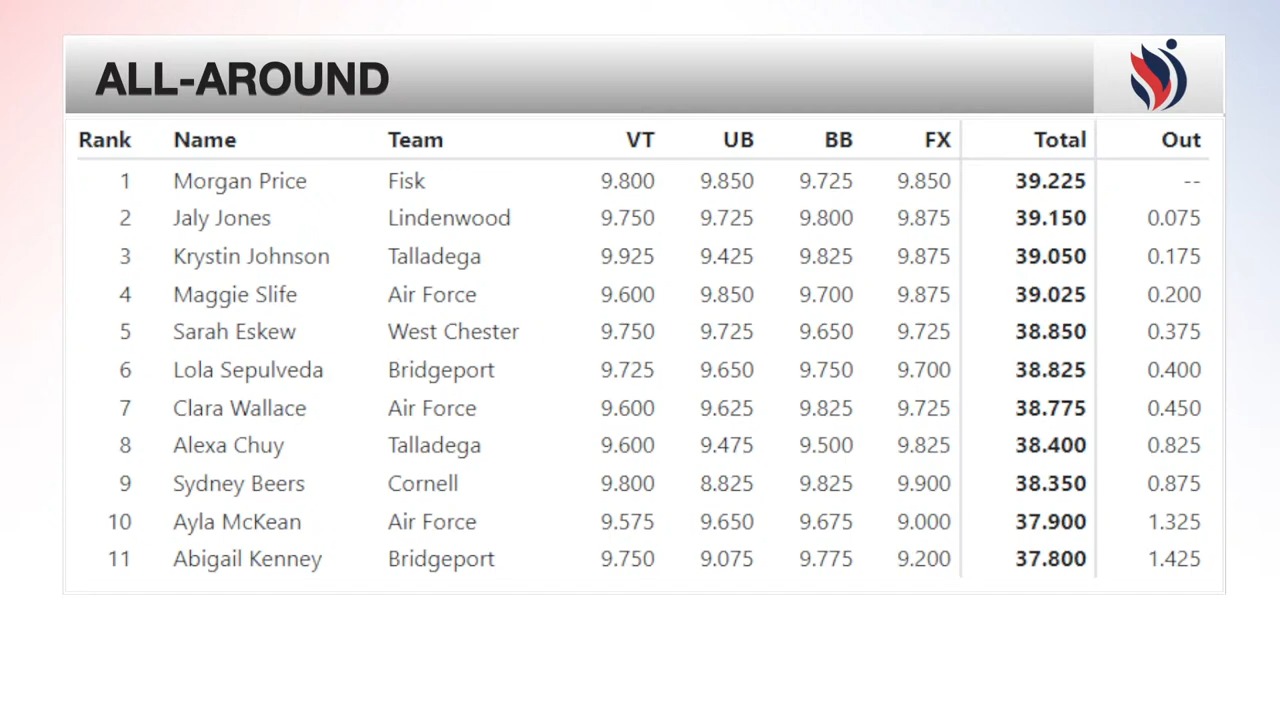 ALL-AROUND
Rank Name Team VT UB BB FX Total Out
1 Morgan Price Fisk 9.800 9.850 9.725 9.850 39.225 --
2 Jaly Jones Lindenwood 9.750 9.725 9.800 9.875 39.150 0.075
3 Krystin Johnson Talladega 9.925 9.425 9.825 9.875 39.050 0.175
4 Maggie Slife Air Force 9.600 9.850 9.700 9.875 39.025 0.200
5 Sarah Eskew West Chester 9.750 9.725 9.650 9.725 38.850 0.375
6 Lola Sepulveda Bridgeport 9.725 9.650 9.750 9.700 38.825 0.400
7 Clara Wallace Air Force 9.600 9.625 9.825 9.725 38.775 0.450
8 Alexa Chuy Talladega 9.600 9.475 9.500 9.825 38.400 0.825
9 Sydney Beers Cornell 9.800 8.825 9.825 9.900 38.350 0.875
10 Ayla McKean Air Force 9.575 9.650 9.675 9.000 37.900 1.325
11 Abigail Kenney Bridgeport 9.750 9.075 9.775 9.200 37.800 1.425